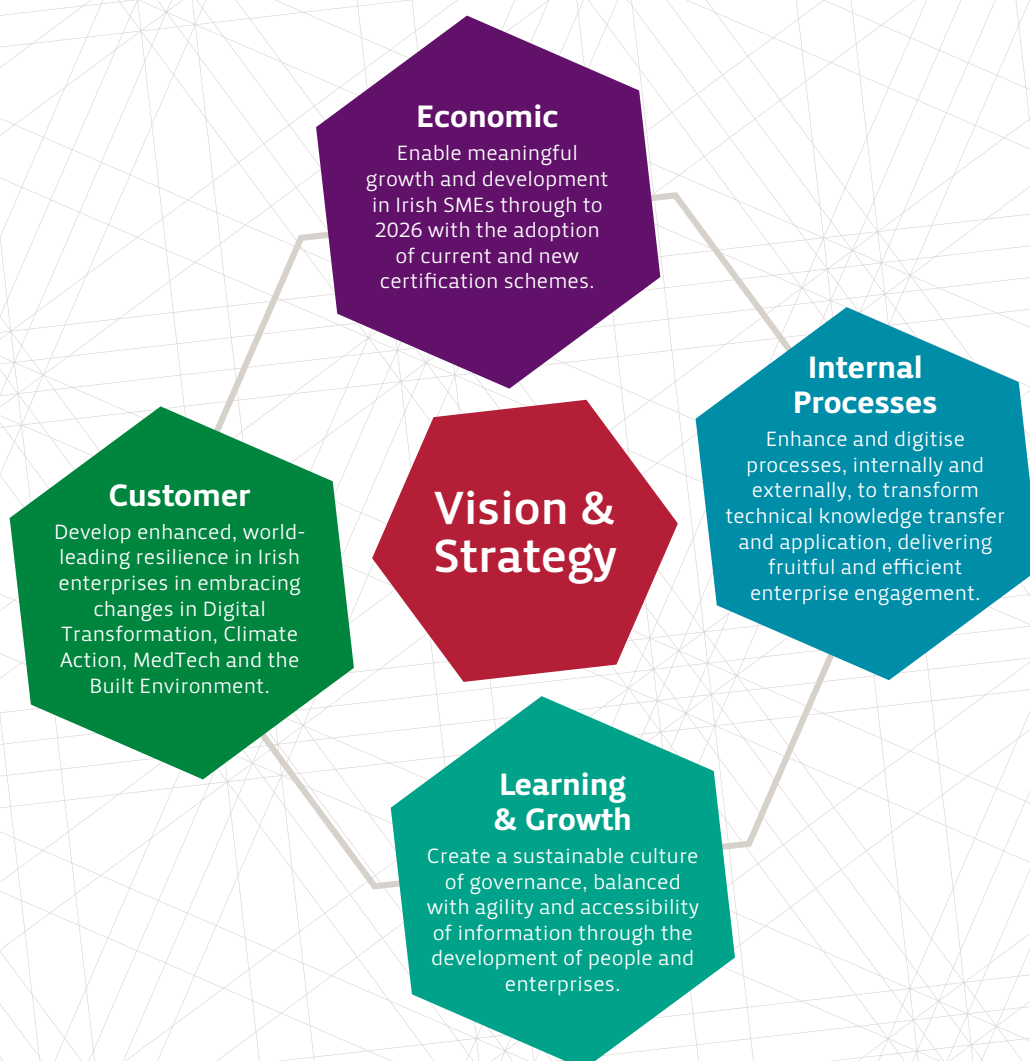 Economic
Enable meaningful
growth and development
in Irish SMEs through to
2026 with the adoption
of current and new
certification schemes.
Internal
Processes
Enhance and digitise
processes, internally and
externally, to transform
technical knowledge transfer
and application, delivering
fruitful and efficient
enterprise engagement.
Customer
Develop enhanced, world-
leading resilience in Irish
enterprises in embracing
changes in Digital
Transformation, Climate
Action, MedTech and the
Built Environment.
Vision &
Strategy
Learning
& Growth
Create a sustainable culture
of governance, balanced
with agility and accessibility
of information through the
development of people and
enterprises.